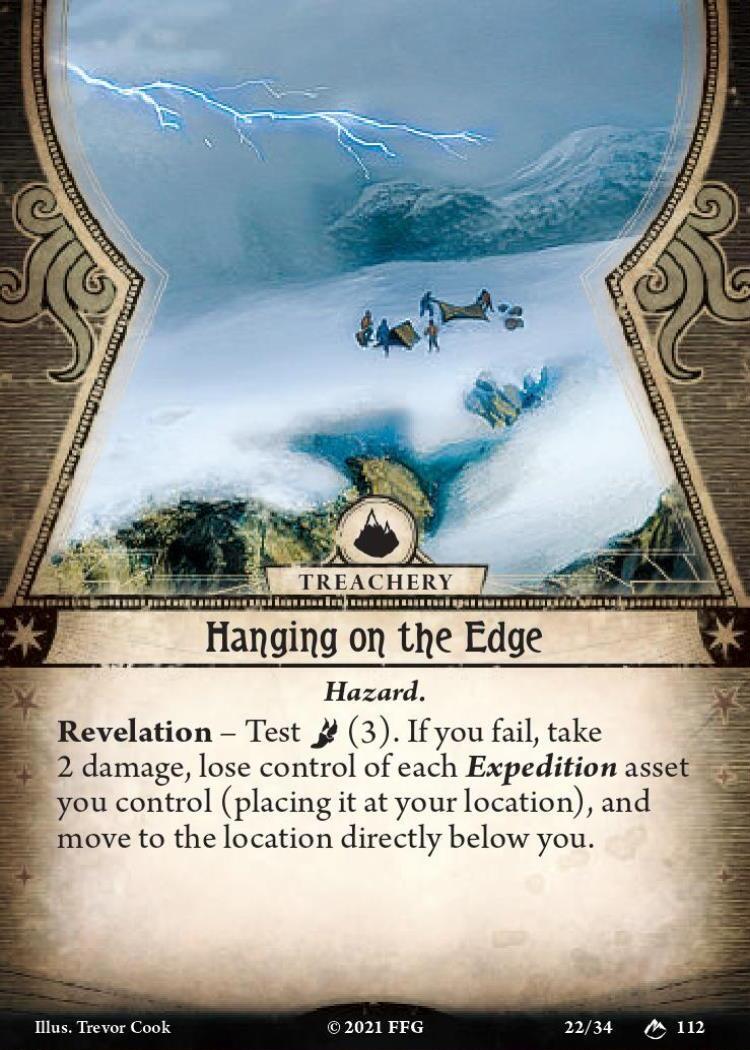 TREACHERY
Hanging on the Edge
Hazard.
Revelation – Test (3). If you fail, take
2 damage, lose control of each Expedition asset
you control (placing it at your location), and
move to the location directly below you.
Illus. Trevor Cook
© 2021 FFG
22/34
112